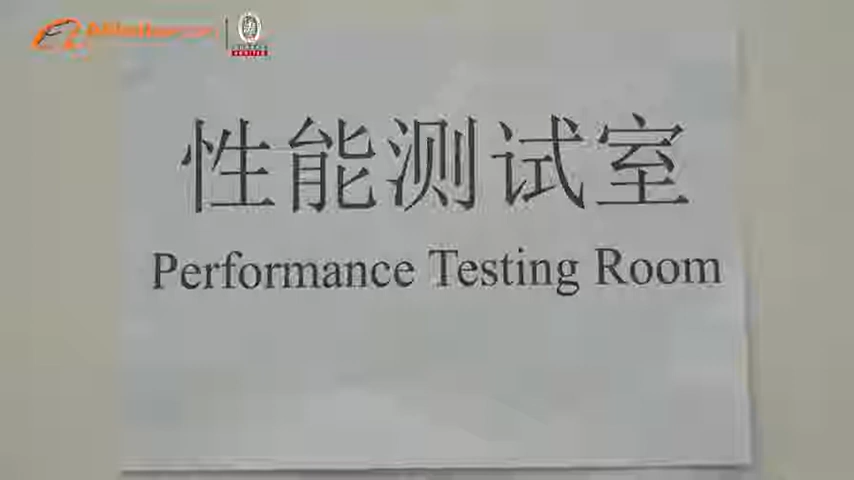 性能测试室
Performance Testing Room